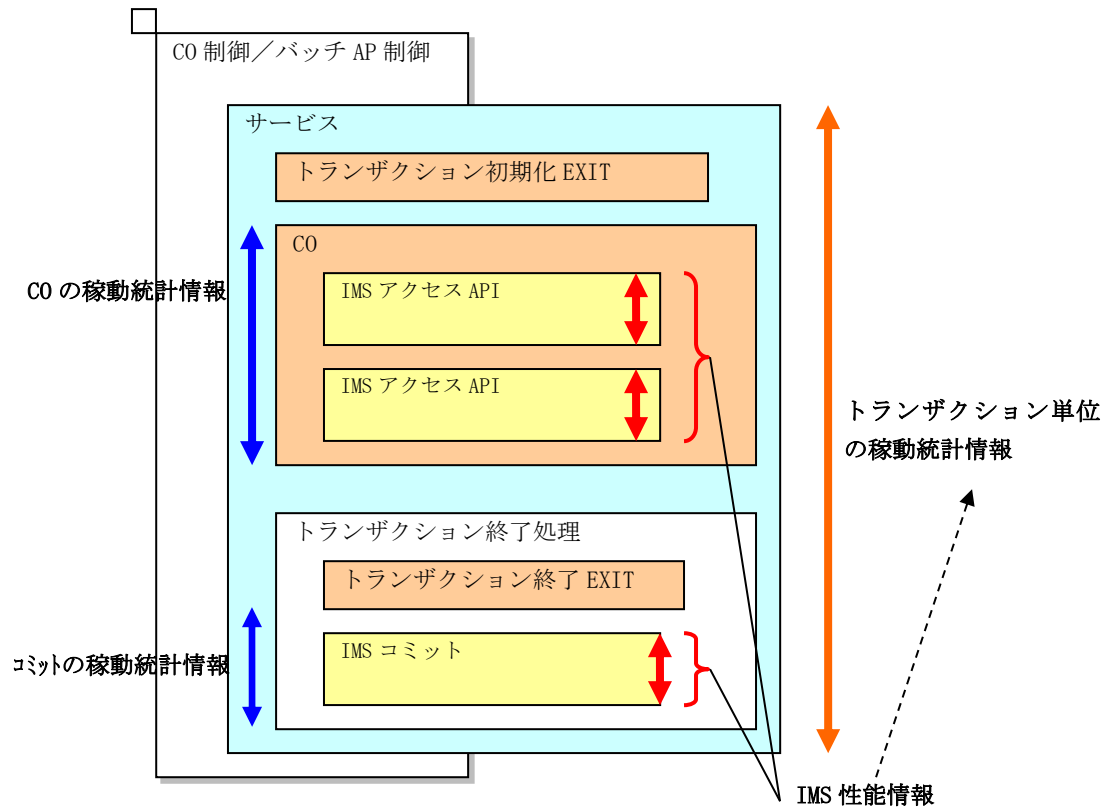 CO 制御／バッチ AP 制御
サービス
トランザクション初期化 EXIT
CO
CO の稼動統計情報
IMS アクセス API
IMS アクセス API
トランザクション単位
の稼動統計情報
トランザクション終了処理
トランザクション終了 EXIT
コミットの稼動統計情報
IMS コミット
IMS 性能情報